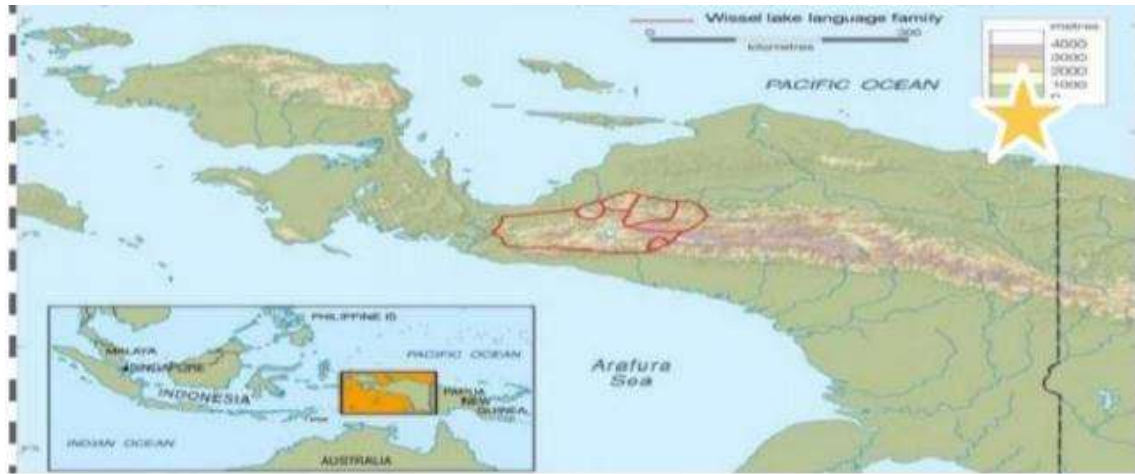 Wissel lake language family
0 300
kilometres
metres
4000
3000
2000
1000
0
PACIFIC OCEAN
Arafura
Sea
PHILIPPINE IS
PACIFIC OCEAN
MALAYA
SINGAPORE
INDONESIA
PAPUA
NEW
GUINEA
INDIAN OCEAN
AUSTRALIA